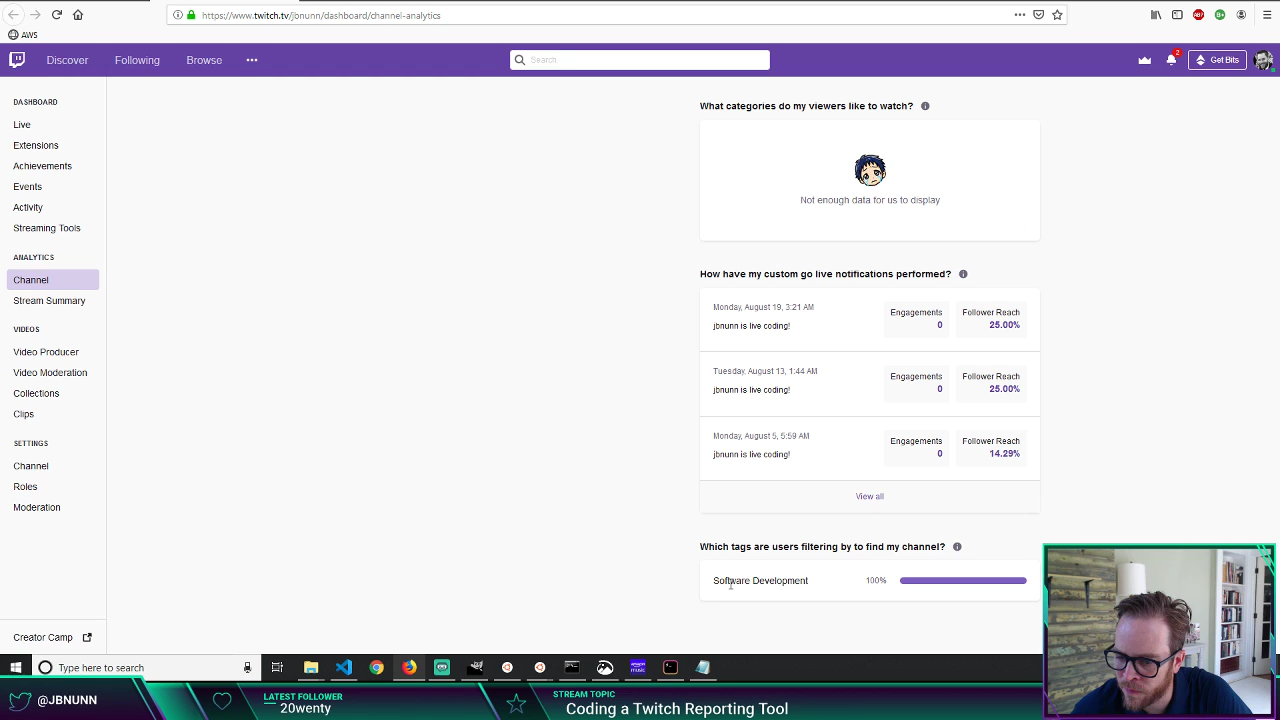 https://www.twitch.tv/jbnunn/dashboard/channel-analytics
AWS
Discover
Following
Browse
Search
2
Get Bits
DASHBOARD
Live
Extensions
Achievements
Events
Activity
Streaming Tools
ANALYTICS
Channel
Stream Summary
VIDEOS
Video Producer
Video Moderation
Collections
Clips
SETTINGS
Channel
Roles
Moderation
Creator Camp
What categories do my viewers like to watch?
Not enough data for us to display
How have my custom go live notifications performed?
Monday, August 19, 3:21 AM
jbnunn is live coding!
Engagements
0
Follower Reach
25.00%
Tuesday, August 13, 1:44 AM
jbnunn is live coding!
Engagements
0
Follower Reach
25.00%
Monday, August 5, 5:59 AM
jbnunn is live coding!
Engagements
0
Follower Reach
14.29%
View all
Which tags are users filtering by to find my channel?
Software Development
100%
Type here to search
@JBNUNN
LATEST FOLLOWER
20wenty
STREAM TOPIC
Coding a Twitch Reporting Tool